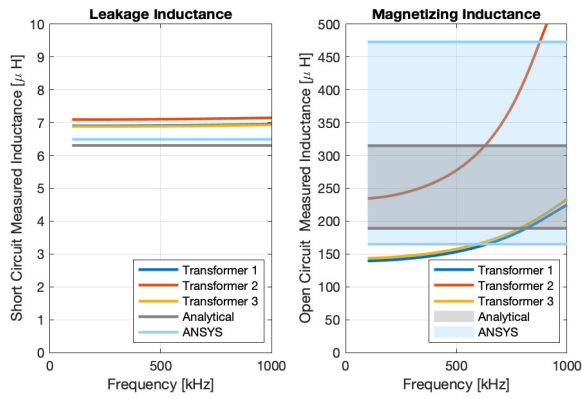 Leakage Inductance
Short Circuit Measured Inductance [μ H]
10
9
8
7
6
5
4
3
2
1
0
Transformer 1
Transformer 2
Transformer 3
Analytical
ANSYS
0
500
1000
Frequency [kHz]
Magnetizing Inductance
Open Circuit Measured Inductance [μ H]
500
450
400
350
300
250
200
150
100
50
0
Transformer 1
Transformer 2
Transformer 3
Analytical
ANSYS
0
500
1000
Frequency [kHz]